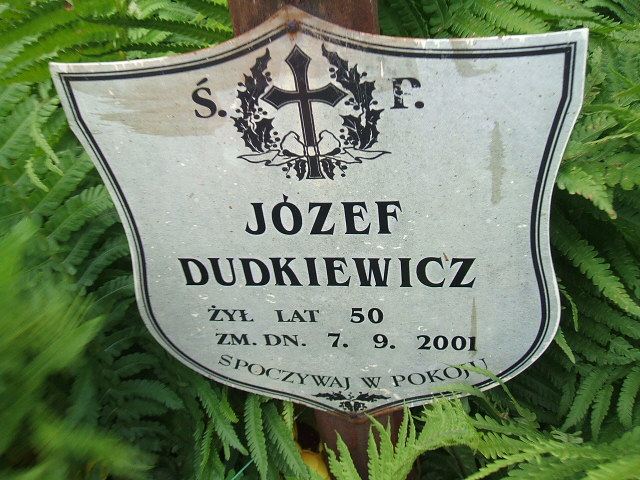 Ś. P.
JÓZEF
DUDKIEWICZ
ŻYŁ LAT 50
ZM. DN. 7. 9. 2001
SPOCZYWAJ W POKOJU